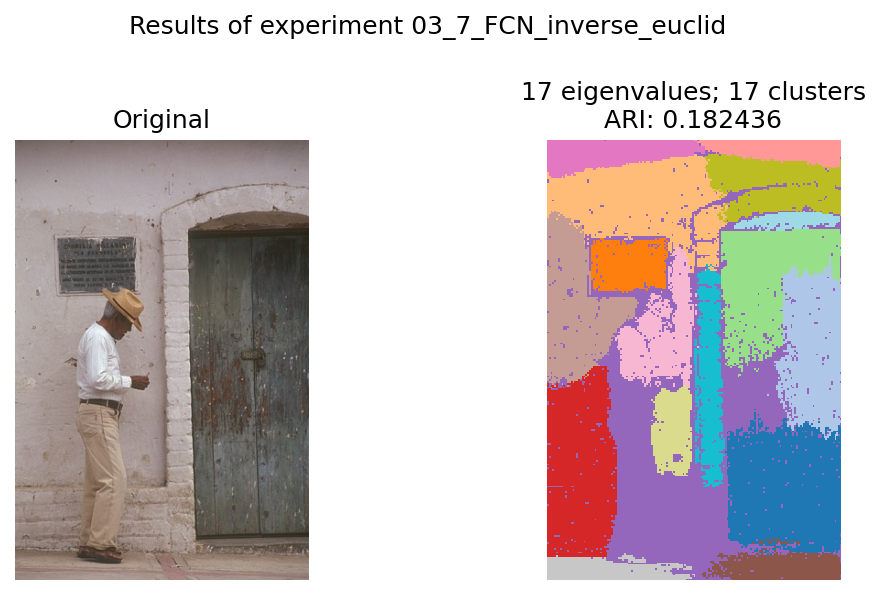 Results of experiment 03_7_FCN_inverse_euclid
Original
17 eigenvalues; 17 clusters
ARI: 0.182436